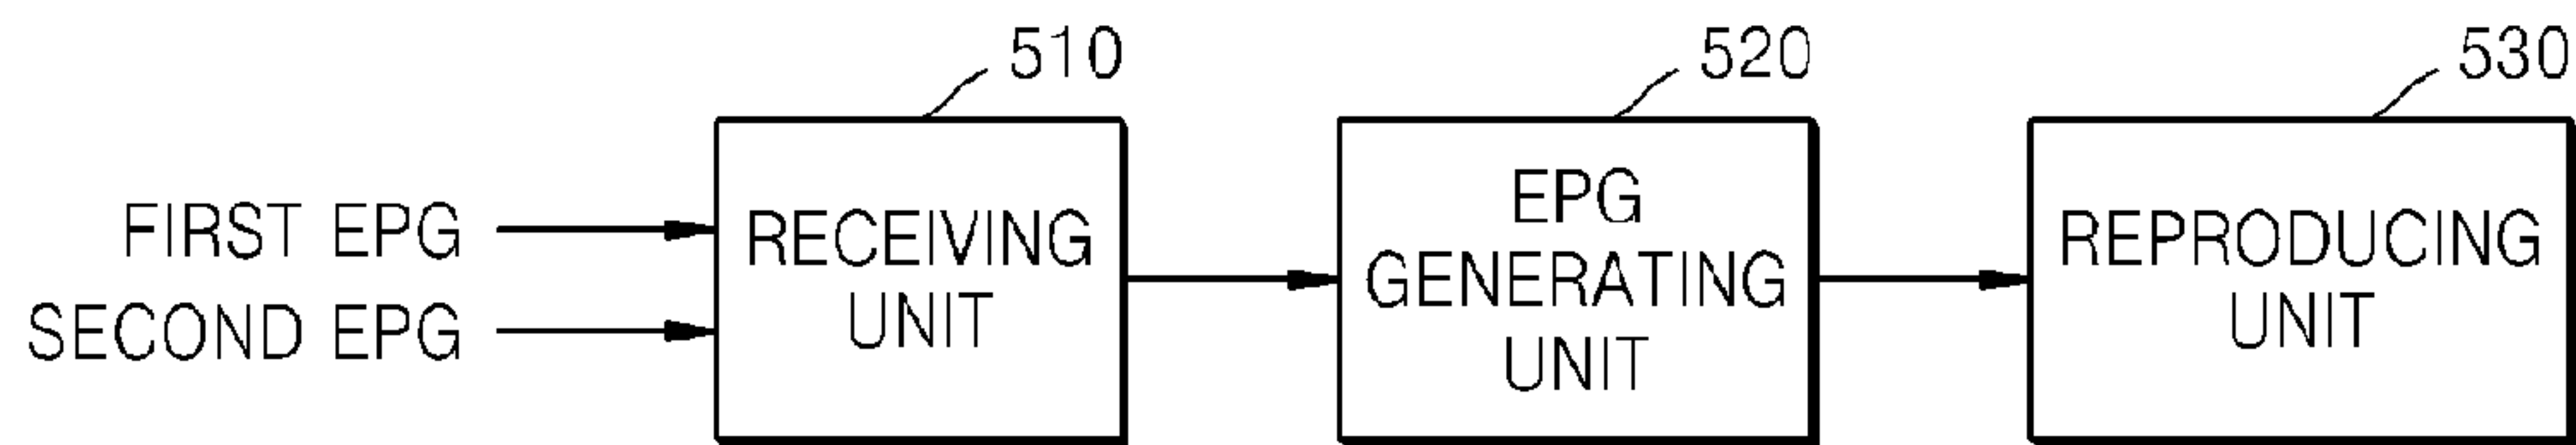 510
520
530
FIRST EPG
SECOND EPG
RECEIVING
UNIT
EPG
GENERATING
UNIT
REPRODUCING
UNIT